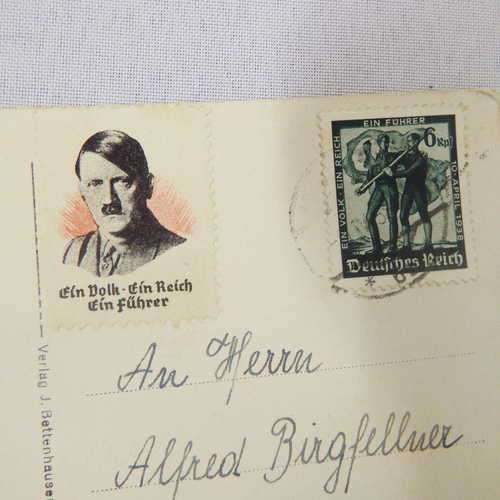 Ein Volk · Ein Reich
Ein Führer
EIN VOLK · EIN REICH
EIN FÜHRER
10. APRIL 1938
6 Rpf
Deutsches Reich
An Herrn
Alfred Birgfellner
Verlag J. Bettenhause